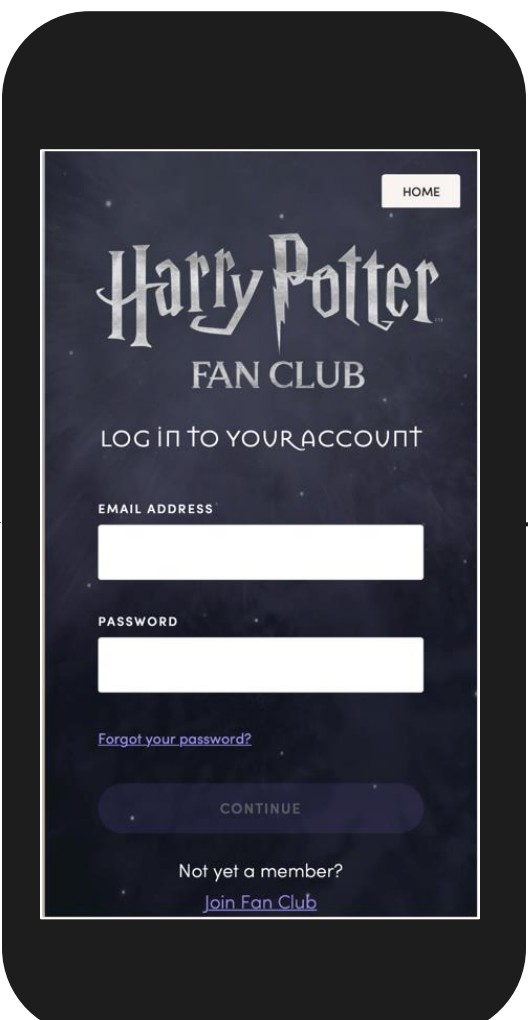 HOME
Harry Potter
FAN CLUB
LOG in TO YOUR ACCOUnT
EMAIL ADDRESS
PASSWORD
Forgot your password?
CONTINUE
Not yet a member?
Join Fan Club